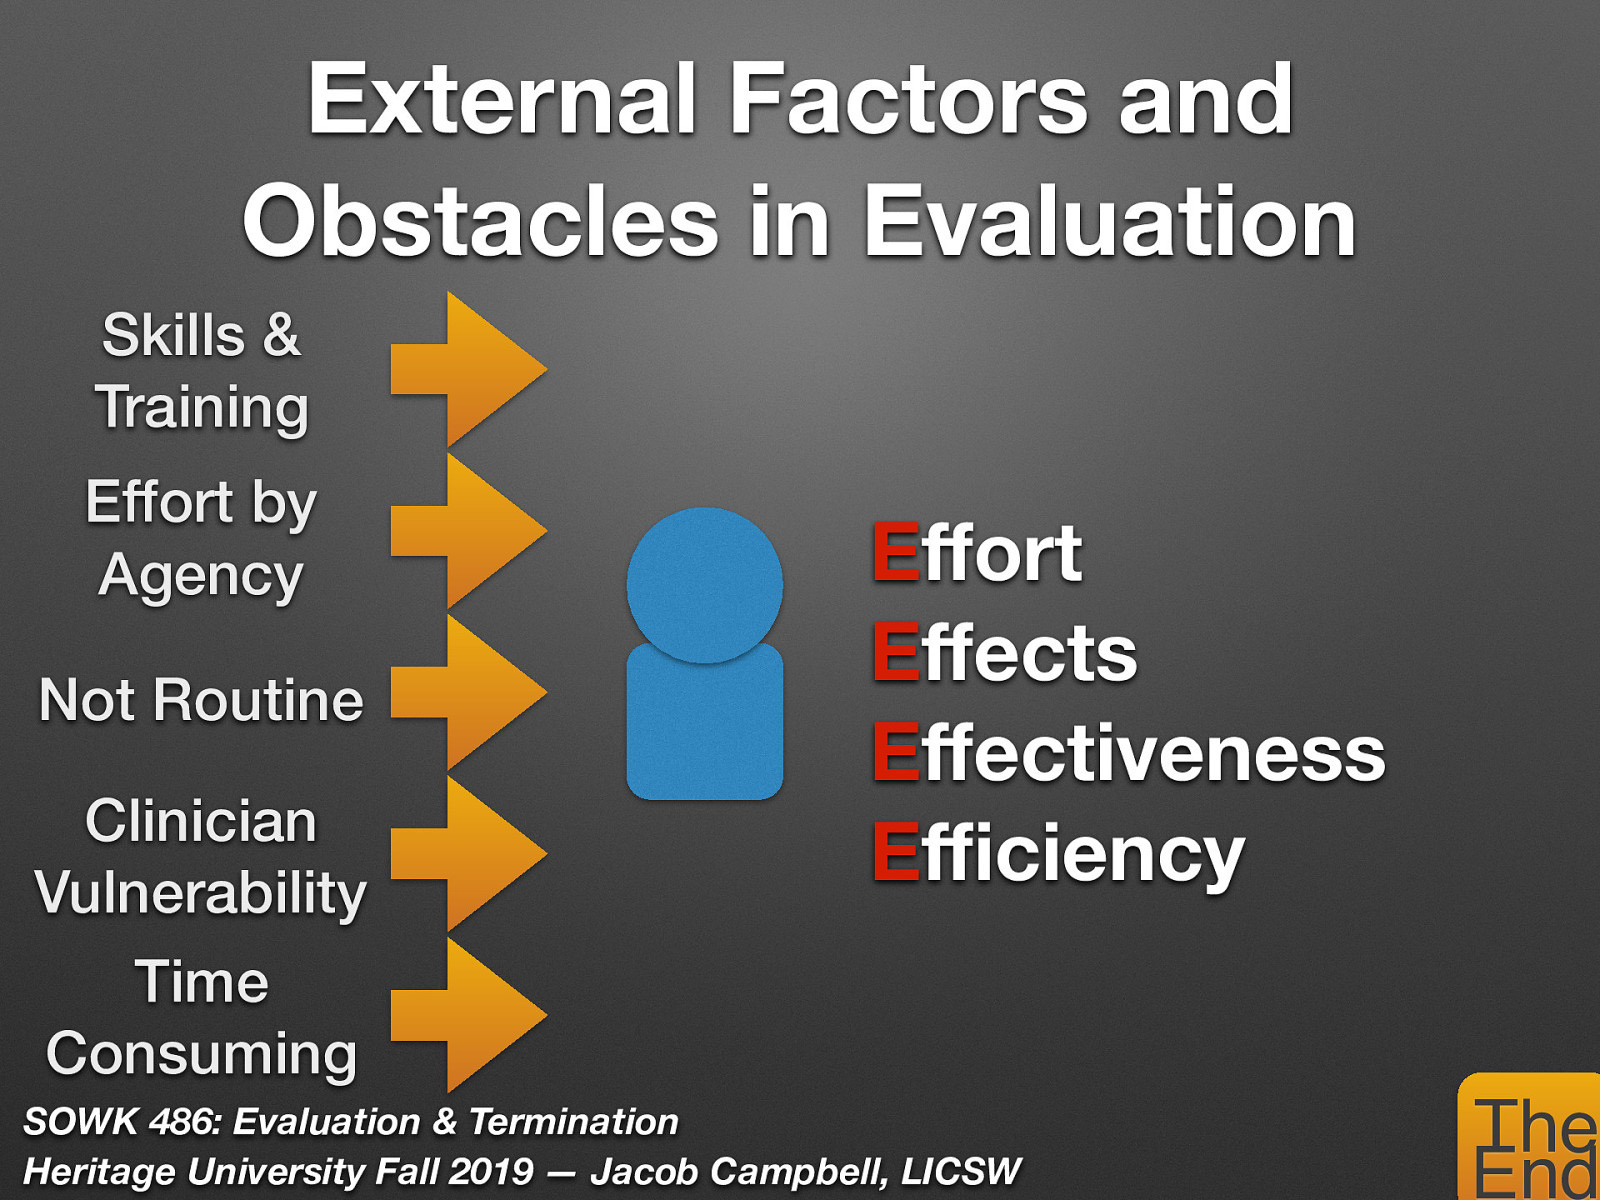 External Factors and
Obstacles in Evaluation
Skills &
Training
Effort by
Agency
Not Routine
Clinician
Vulnerability
Time
Consuming
Effort
Effects
Effectiveness
Efficiency
SOWK 486: Evaluation & Termination
Heritage University Fall 2019 — Jacob Campbell, LICSW
The
End